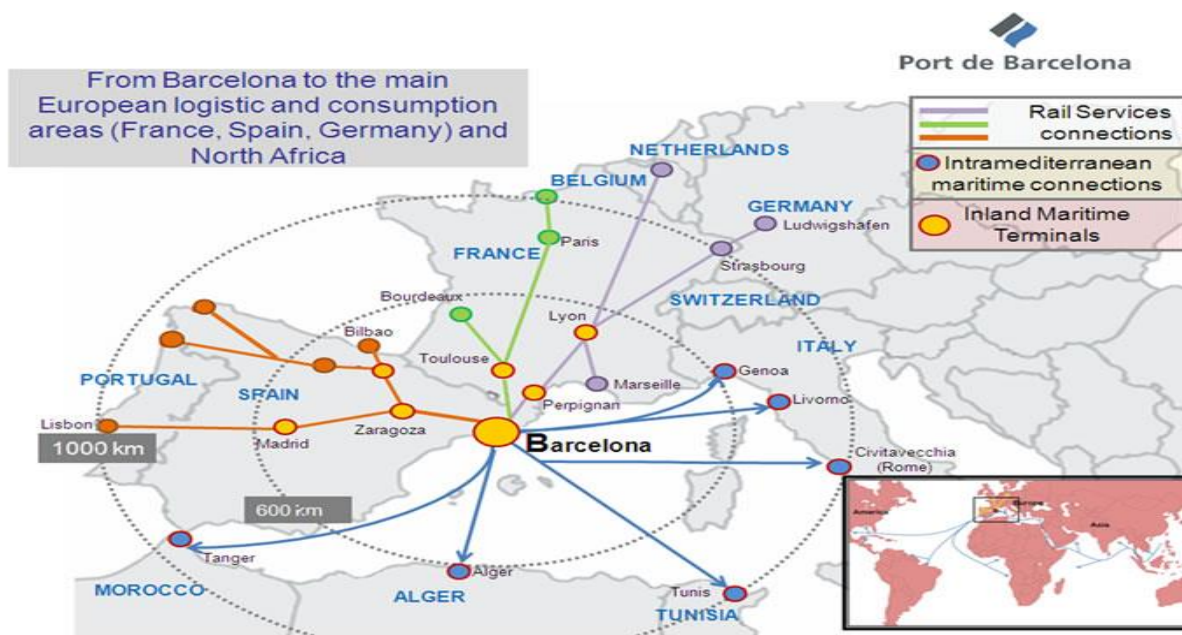 Port de Barcelona
From Barcelona to the main
European logistic and consumption
areas (France, Spain, Germany) and
North Africa
Rail Services
connections
Intramediterranean
maritime connections
Inland Maritime
Terminals
NETHERLANDS
BELGIUM
GERMANY
Ludwigshafen
Paris
FRANCE
Strasbourg
Bourdeaux
SWITZERLAND
Lyon
Bilbao
ITALY
Toulouse
Genoa
PORTUGAL
SPAIN
Marseille
Perpignan
Livorno
Lisbon
Madrid
Zaragoza
Barcelona
1000 km
Civitavecchia
(Rome)
600 km
Tanger
Alger
MOROCCO
ALGER
Tunis
TUNISIA
America
Europe
Asia